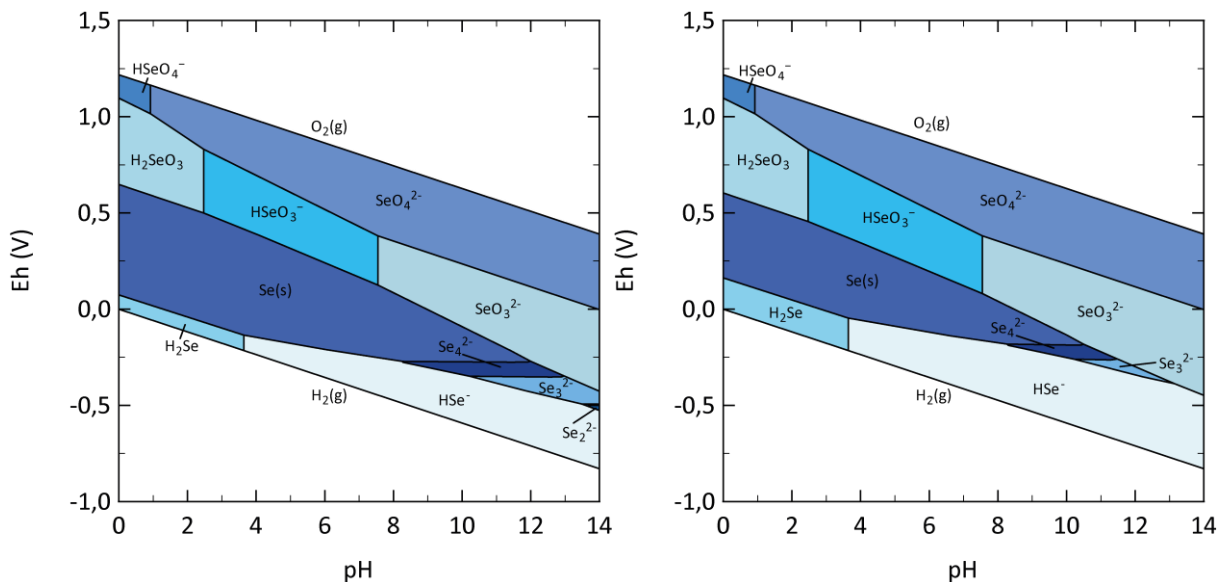 1,5
1,0
0,5
0,0
-0,5
-1,0
Eh (V)
HSeO₄⁻
O₂(g)
H₂SeO₃
SeO₄²⁻
HSeO₃⁻
Se(s)
SeO₃²⁻
Se₄²⁻
H₂Se
Se₃²⁻
H₂(g)
HSe⁻
Se₂²⁻
0 2 4 6 8 10 12 14
pH
1,5
1,0
0,5
0,0
-0,5
-1,0
Eh (V)
HSeO₄⁻
O₂(g)
H₂SeO₃
SeO₄²⁻
HSeO₃⁻
Se(s)
H₂Se
SeO₃²⁻
Se₄²⁻
Se₃²⁻
H₂(g)
HSe⁻
0 2 4 6 8 10 12 14
pH